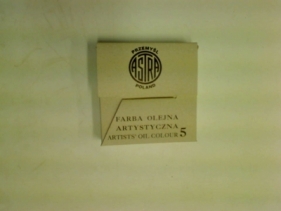 PRZEMYŚL
ASTRA
POLAND
FARBA OLEJNA
ARTYSTYCZNA
ARTISTS' OIL COLOUR 5